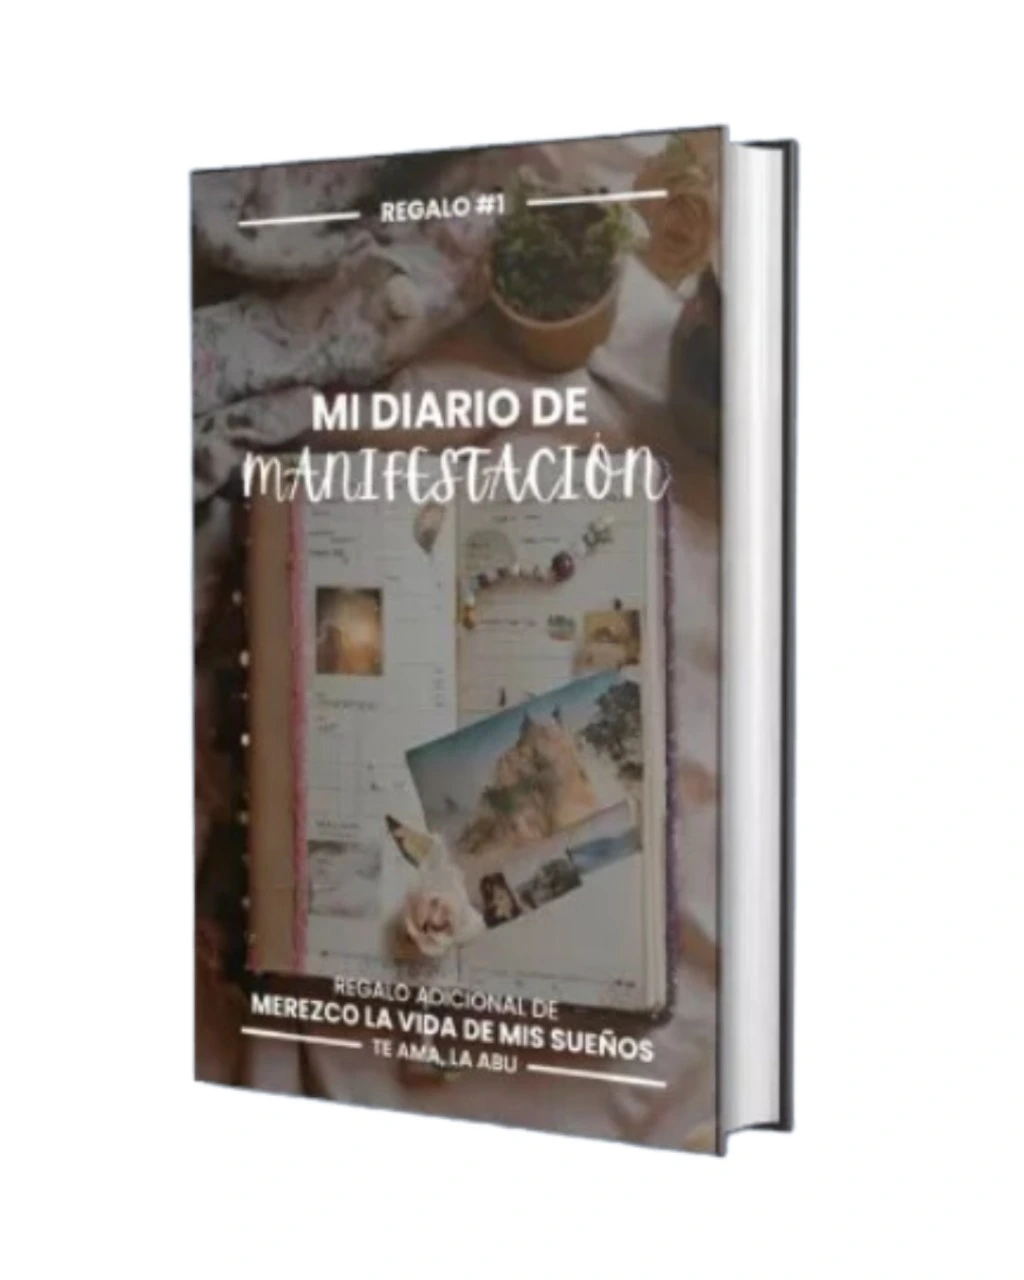 REGALO #1
MI DIARIO DE
MANIFESTACIÓN
REGALO ADICIONAL DE
MEREZCO LA VIDA DE MIS SUEÑOS
TE AMA, LA ABU